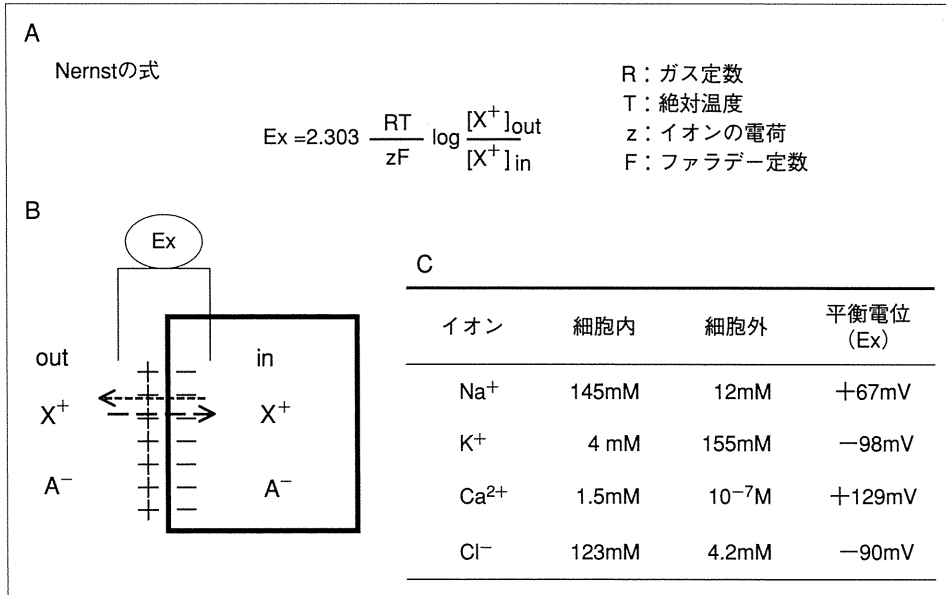 A
Nernstの式
Ex =2.303 RT/zF log [X⁺]out/[X⁺]in
R：ガス定数
T：絶対温度
z：イオンの電荷
F：ファラデー定数
B
Ex
out in
X⁺ X⁺
A⁻ A⁻
C
イオン 細胞内 細胞外 平衡電位
(Ex)
Na⁺ 145mM 12mM ＋67mV
K⁺ 4 mM 155mM －98mV
Ca²⁺ 1.5mM 10⁻⁷M ＋129mV
Cl⁻ 123mM 4.2mM －90mV